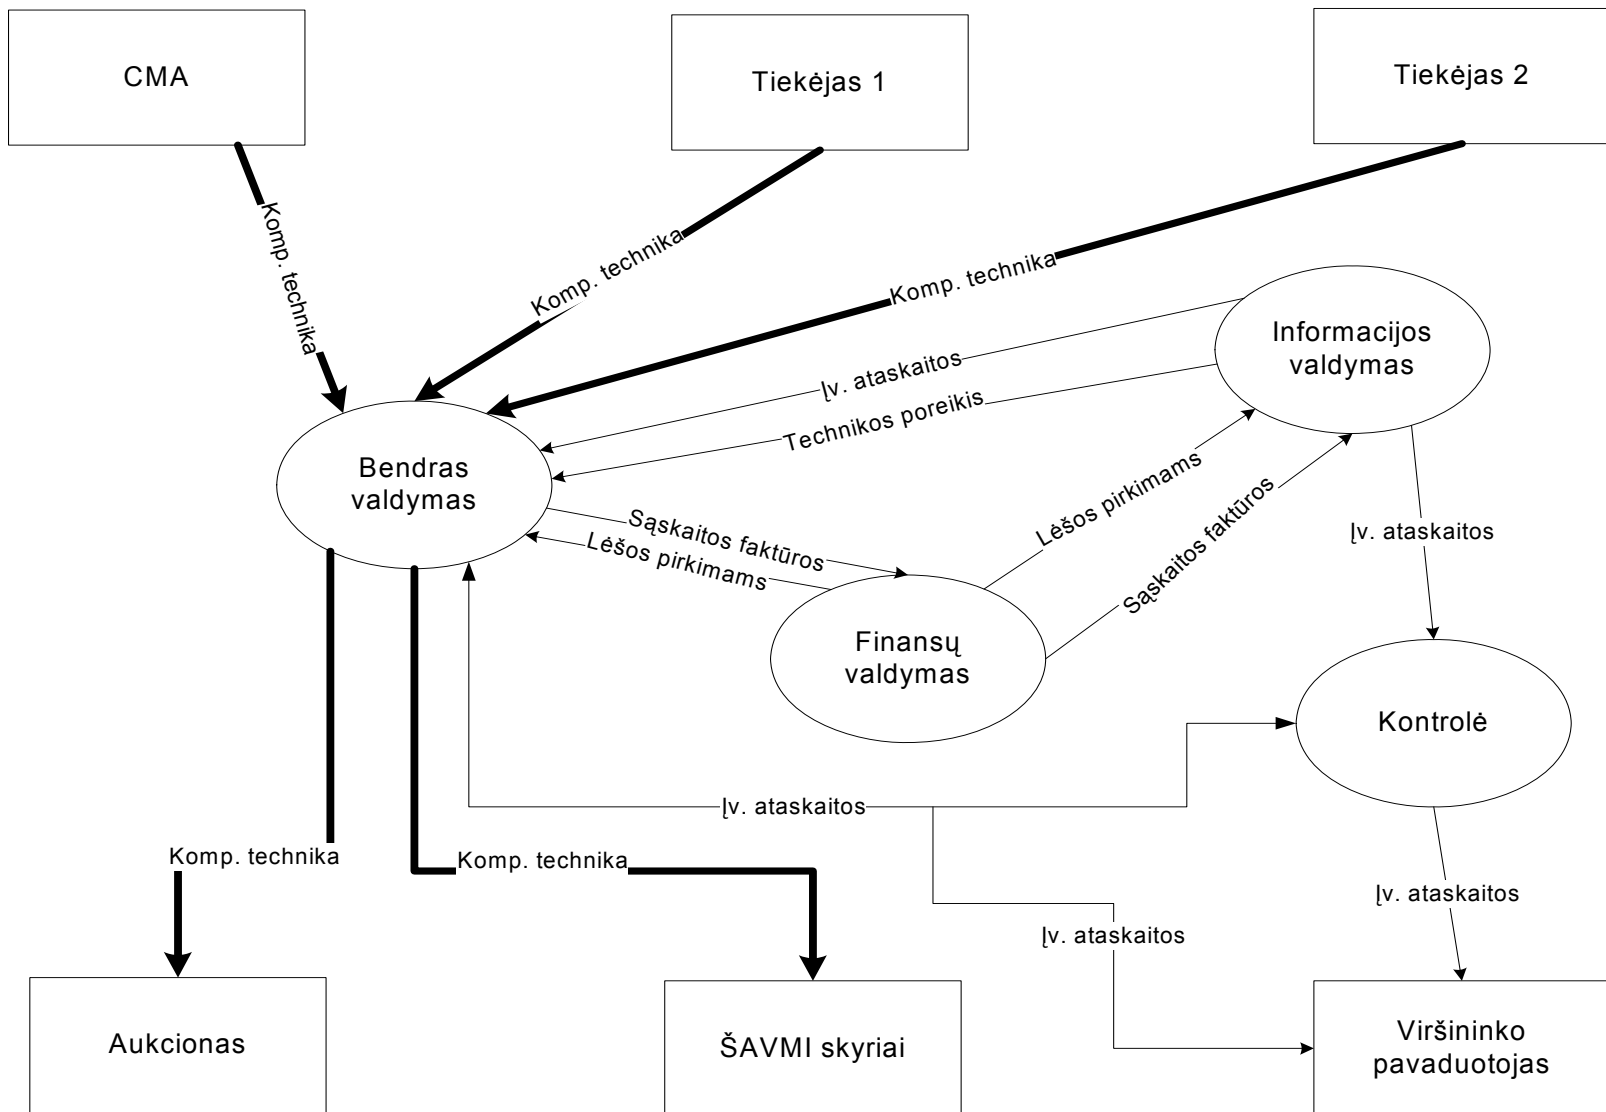 CMA
Tiekėjas 1
Tiekėjas 2
Komp. technika
Komp. technika
Komp. technika
Informacijos
valdymas
Įv. ataskaitos
Technikos poreikis
Bendras
valdymas
Sąskaitos faktūros
Lėšos pirkimams
Lėšos pirkimams
Sąskaitos faktūros
Įv. ataskaitos
Finansų
valdymas
Kontrolė
Įv. ataskaitos
Komp. technika
Komp. technika
Įv. ataskaitos
Įv. ataskaitos
Aukcionas
ŠAVMI skyriai
Viršininko
pavaduotojas